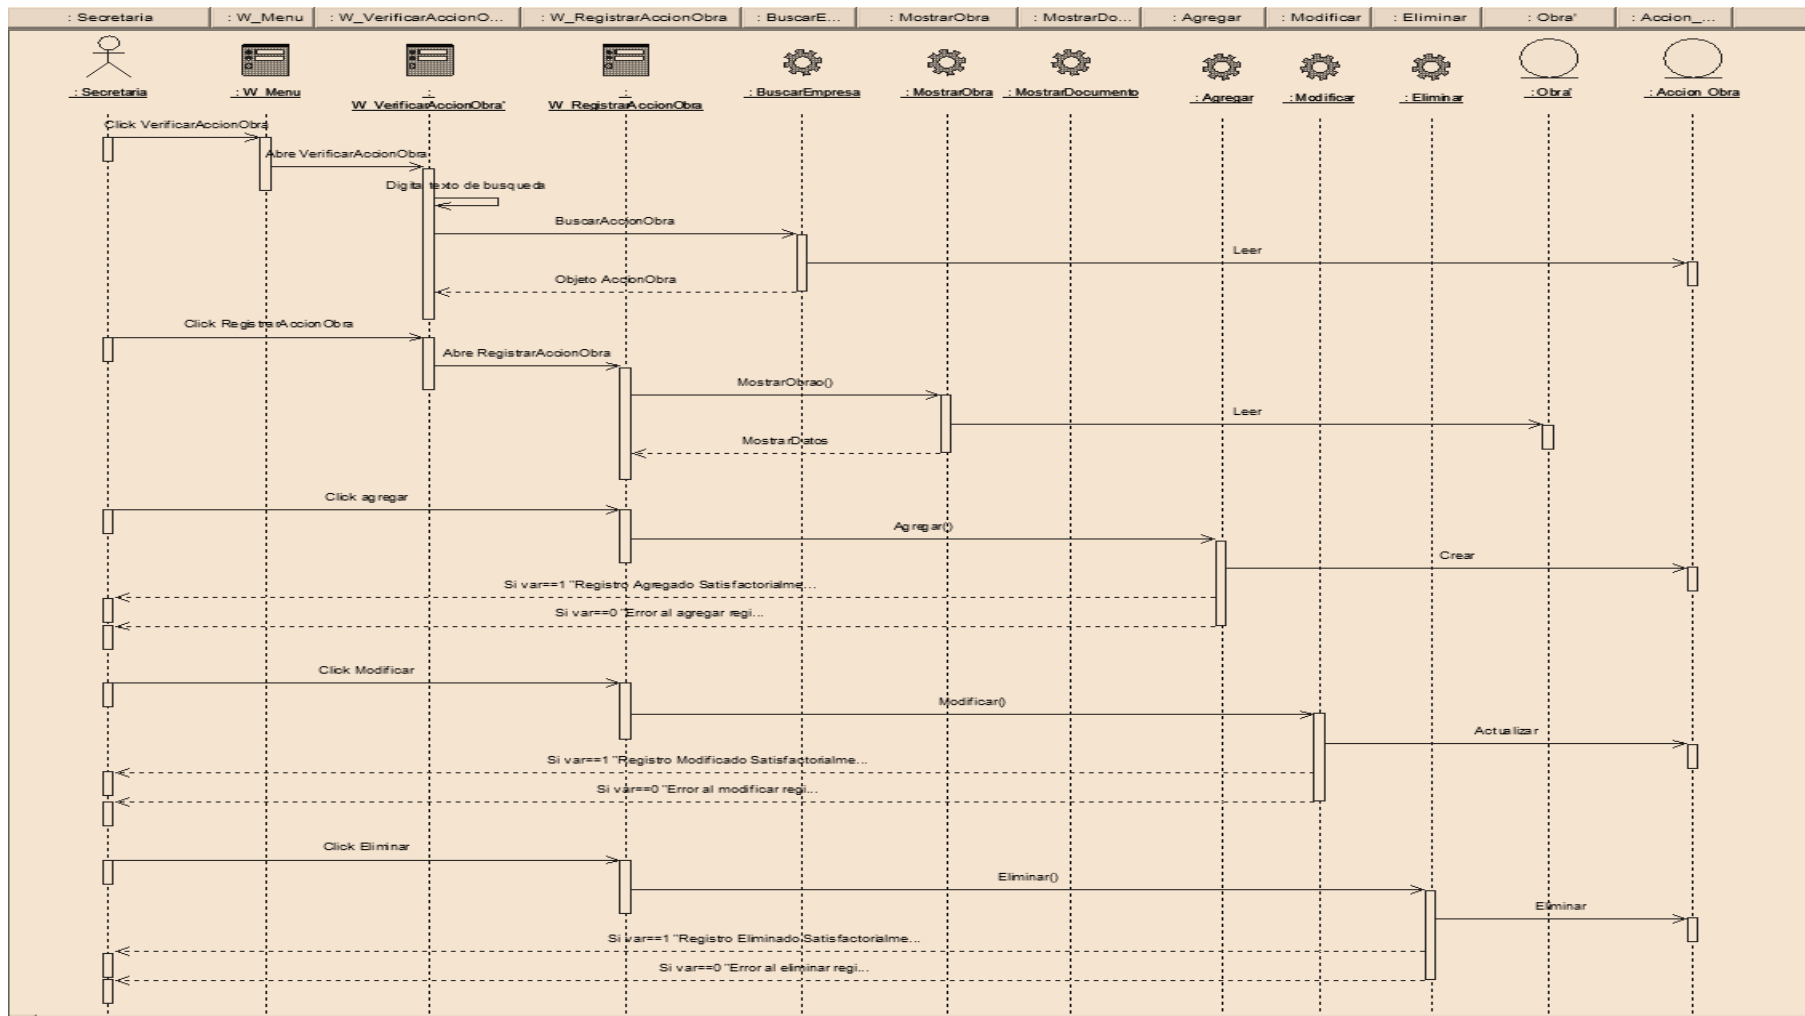 : Secretaria
: W_Menu
: W_VerificarAccionO...
: W_RegistrarAccionObra
: BuscarE...
: MostrarObra
: MostrarDo...
: Agregar
: Modificar
: Eliminar
: Obra'
: Accion_...
: Secretaria
: W_Menu
:
W_VerificarAccionObra'
:
W_RegistrarAccionObra
: BuscarEmpresa
: MostrarObra
: MostrarDocumento
: Agregar
: Modificar
: Eliminar
: Obra'
: Accion_Obra
Click VerificarAccionObra
Abre VerificarAccionObra
Digita texto de busqueda
BuscarAccionObra
Leer
Objeto AccionObra
Click RegistrarAccionObra
Abre RegistrarAccionObra
MostrarObrao()
Leer
MostrarDatos
Click agregar
Agregar()
Crear
Si var==1 "Registro Agregado Satisfactorialme...
Si var==0 "Error al agregar regi...
Click Modificar
Modificar()
Actualizar
Si var==1 "Registro Modificado Satisfactorialme...
Si var==0 "Error al modificar regi...
Click Eliminar
Eliminar()
Eliminar
Si var==1 "Registro Eliminado Satisfactorialme...
Si var==0 "Error al eliminar regi...